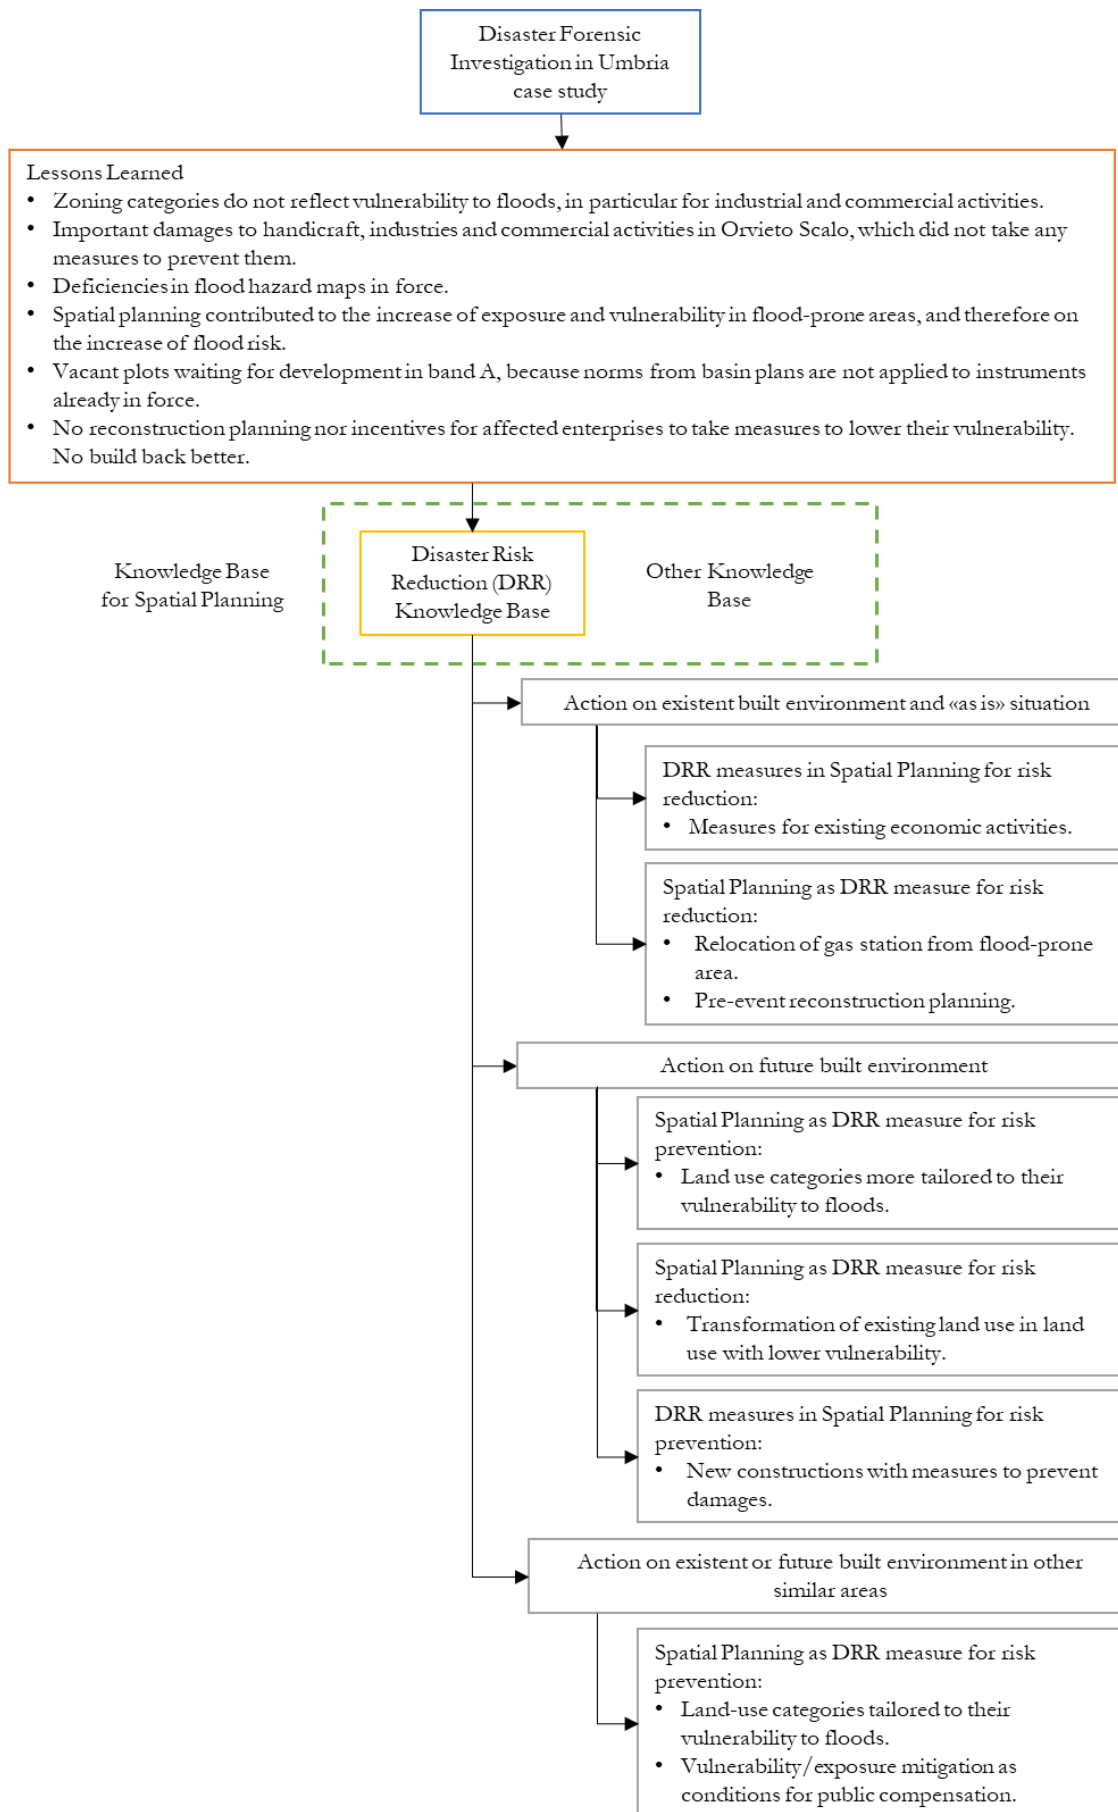 Disaster Forensic
Investigation in Umbria
case study
Lessons Learned
• Zoning categories do not reflect vulnerability to floods, in particular for industrial and commercial activities.
• Important damages to handicraft, industries and commercial activities in Orvieto Scalo, which did not take any
measures to prevent them.
• Deficiencies in flood hazard maps in force.
• Spatial planning contributed to the increase of exposure and vulnerability in flood-prone areas, and therefore on
the increase of flood risk.
• Vacant plots waiting for development in band A, because norms from basin plans are not applied to instruments
already in force.
• No reconstruction planning nor incentives for affected enterprises to take measures to lower their vulnerability.
No build back better.
Knowledge Base
for Spatial Planning
Disaster Risk
Reduction (DRR)
Knowledge Base
Other Knowledge
Base
Action on existent built environment and «as is» situation
DRR measures in Spatial Planning for risk
reduction:
• Measures for existing economic activities.
Spatial Planning as DRR measure for risk
reduction:
• Relocation of gas station from flood-prone
area.
• Pre-event reconstruction planning.
Action on future built environment
Spatial Planning as DRR measure for risk
prevention:
• Land use categories more tailored to their
vulnerability to floods.
Spatial Planning as DRR measure for risk
reduction:
• Transformation of existing land use in land
use with lower vulnerability.
DRR measures in Spatial Planning for risk
prevention:
• New constructions with measures to prevent
damages.
Action on existent or future built environment in other
similar areas
Spatial Planning as DRR measure for risk
prevention:
• Land-use categories tailored to their
vulnerability to floods.
• Vulnerability/exposure mitigation as
conditions for public compensation.